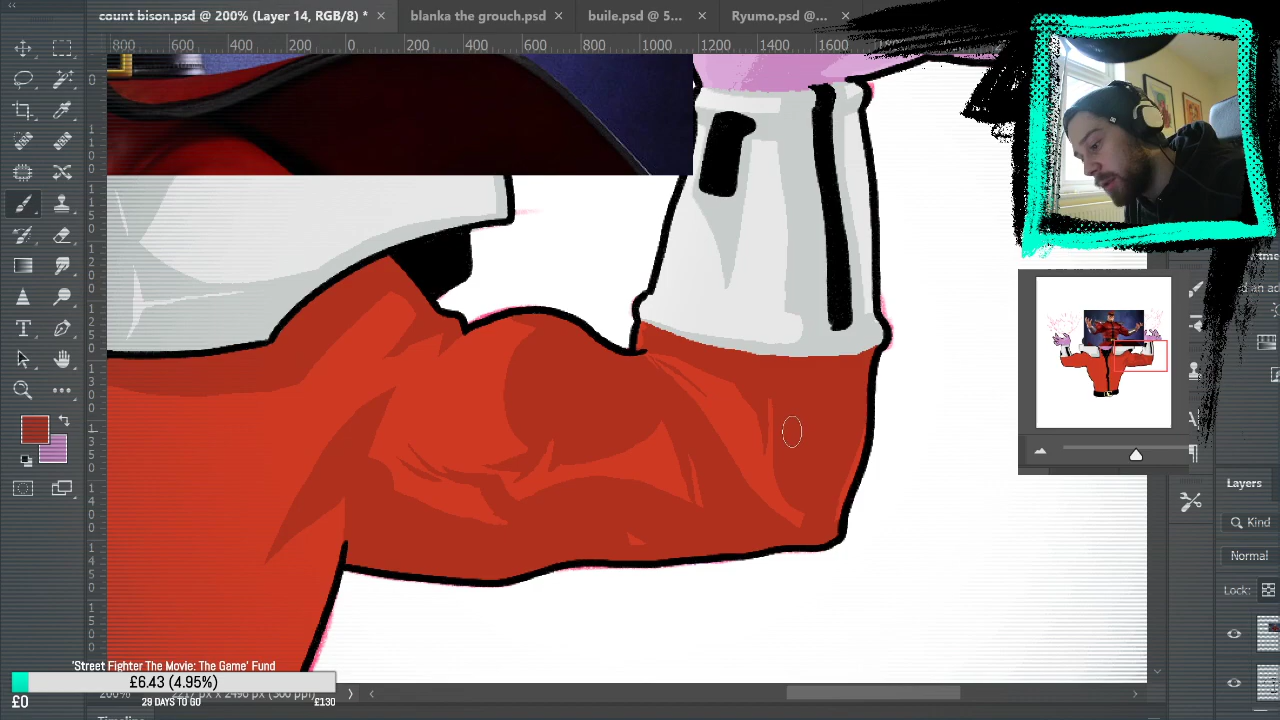 count bison.psd @ 200% (Layer 14, RGB/8) *
blanka the grouch.psd
buile.psd @ 5...
Ryumo.psd @...
800 600 400 200 0 200 400 600 800 1000 1200 1400 1600
Layers
Kind
Normal
Lock:
'Street Fighter The Movie: The Game' Fund
£6.43 (4.95%)
£0
29 DAYS TO GO
£130